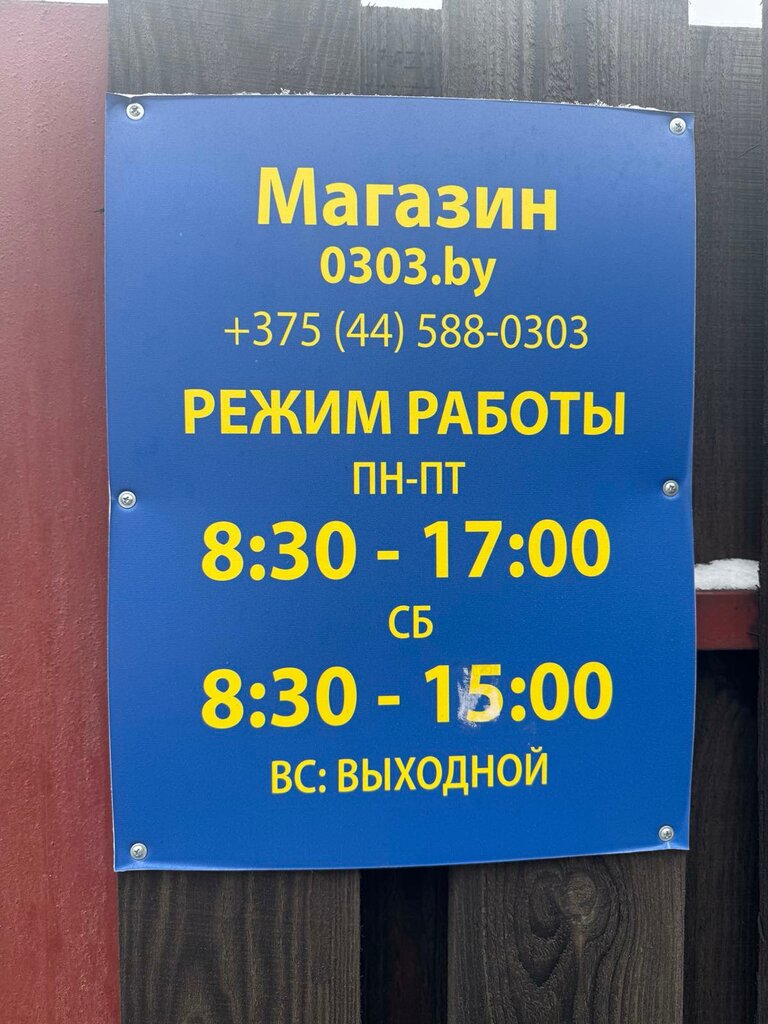 Магазин
0303.by
+375 (44) 588-0303
РЕЖИМ РАБОТЫ
ПН-ПТ
8:30 - 17:00
СБ
8:30 - 15:00
ВС: ВЫХОДНОЙ